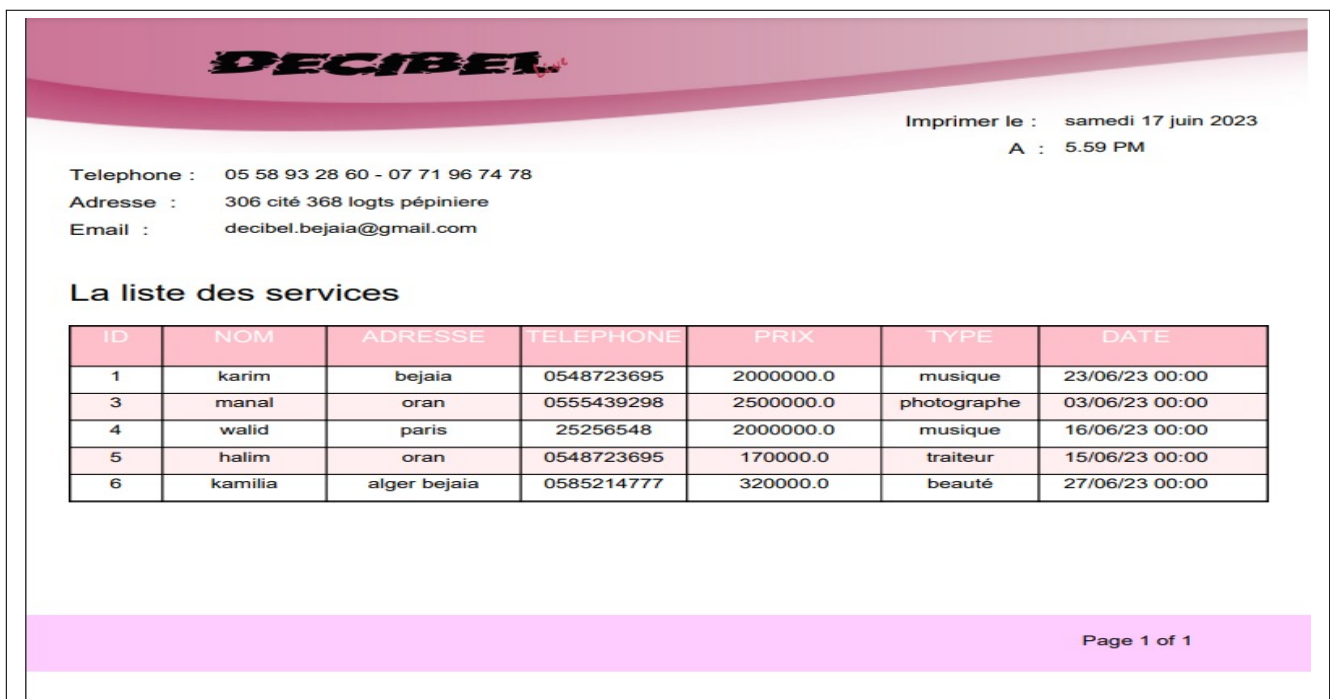 DECIBEL Live
Imprimer le : samedi 17 juin 2023
A : 5.59 PM
Telephone : 05 58 93 28 60 - 07 71 96 74 78
Adresse : 306 cité 368 logts pépiniere
Email : decibel.bejaia@gmail.com
La liste des services
ID NOM ADRESSE TELEPHONE PRIX TYPE DATE
1 karim bejaia 0548723695 2000000.0 musique 23/06/23 00:00
3 manal oran 0555439298 2500000.0 photographe 03/06/23 00:00
4 walid paris 25256548 2000000.0 musique 16/06/23 00:00
5 halim oran 0548723695 170000.0 traiteur 15/06/23 00:00
6 kamilia alger bejaia 0585214777 320000.0 beauté 27/06/23 00:00
Page 1 of 1